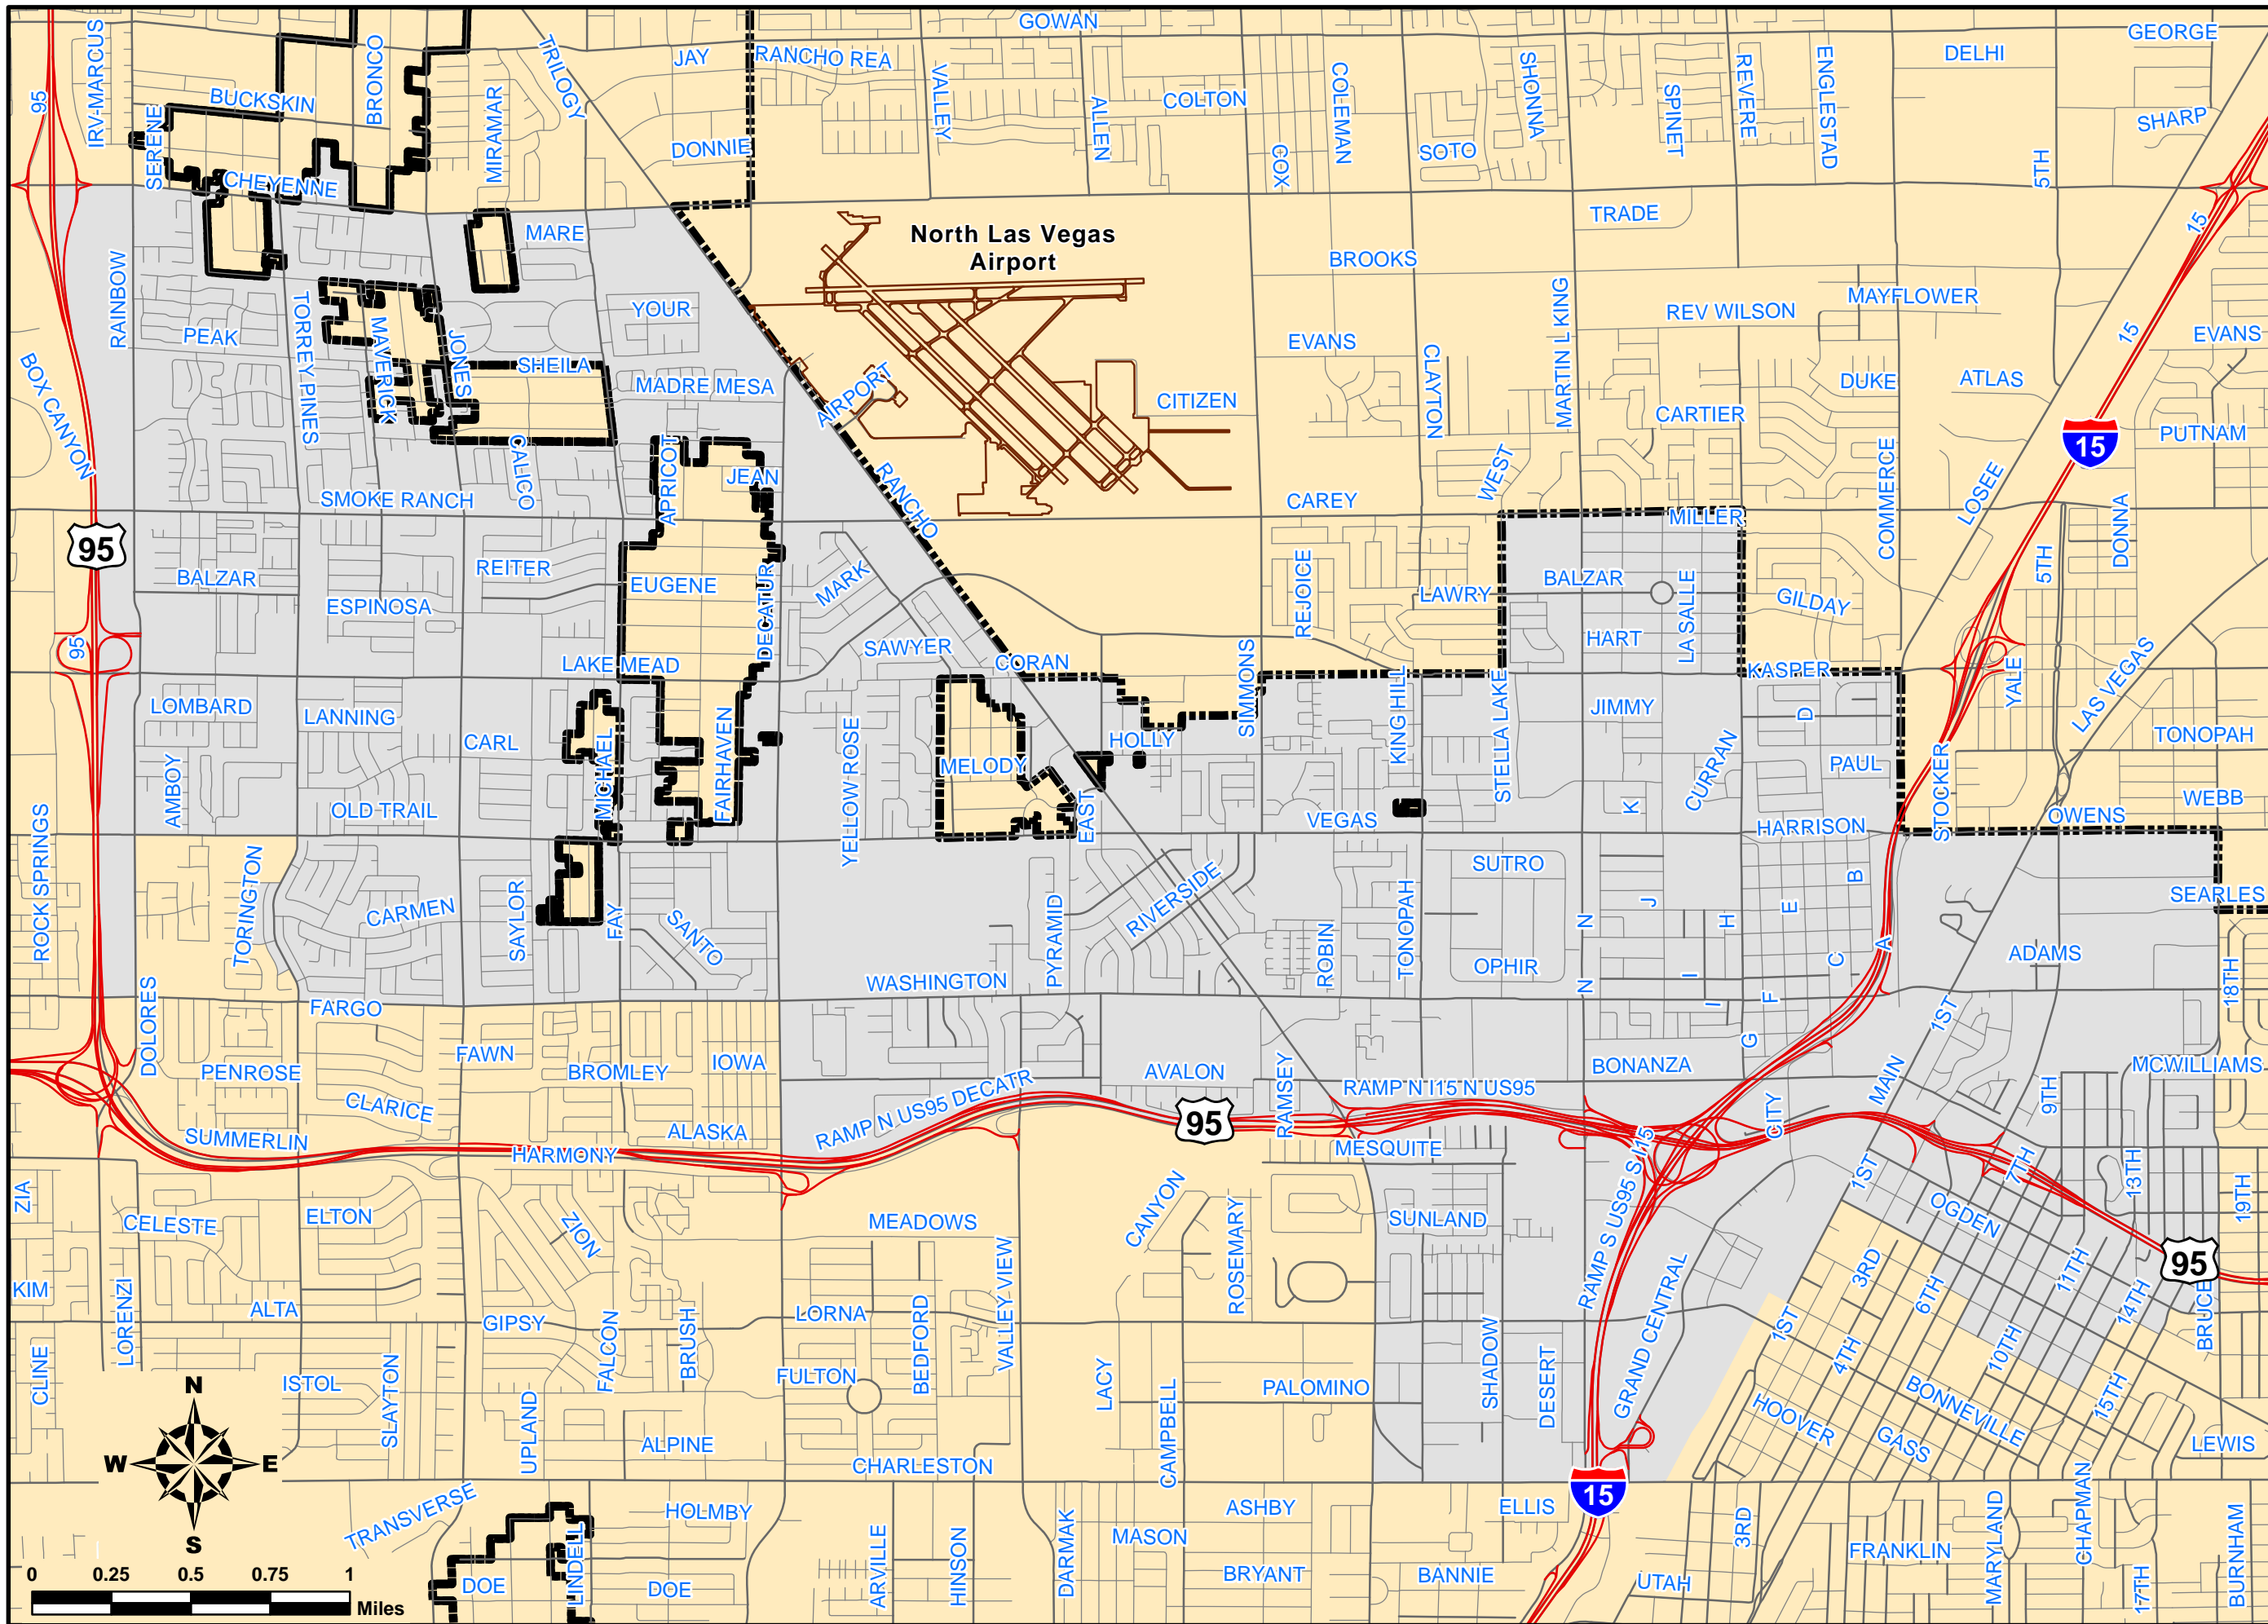 GOWAN
GEORGE
IRV-MARCUS
BRONCO
TRILOGY
JAY
RANCHO REA
DELHI
95
BUCKSKIN
MIRAMAR
VALLEY
ALLEN
COLTON
COLEMAN
SHONNA
SPINET
REVERE
ENGLESTAD
SHARP
SERENE
DONNIE
COX
SOTO
5TH
CHEYENNE
TRADE
15
MARE
North Las Vegas
Airport
BROOKS
RAINBOW
YOUR
MARTIN L KING
MAYFLOWER
REV WILSON
TORREY PINES
PEAK
MAVERICK
JONES
EVANS
15
EVANS
BOX CANYON
SHEILA
MADRE MESA
AIRPORT
CLAYTON
DUKE
ATLAS
CITIZEN
CARTIER
15
PUTNAM
CALICO
APRICOT
JEAN
RANCHO
WEST
COMMERCE
LOSEE
SMOKE RANCH
CAREY
MILLER
DONNA
95
BALZAR
REITER
EUGENE
DECATUR
MARK
REJOICE
LAWRY
BALZAR
LA SALLE
GILDAY
5TH
ESPINOSA
95
SAWYER
HART
LAKE MEAD
CORAN
SIMMONS
KASPER
YALE
LAS VEGAS
LOMBARD
LANNING
FAIRHAVEN
YELLOW ROSE
KING HILL
STELLA LAKE
JIMMY
D
CARL
MICHAEL
HOLLY
CURRAN
TONOPAH
AMBOY
MELODY
PAUL
STOCKER
ROCK SPRINGS
OLD TRAIL
EAST
VEGAS
K
HARRISON
WEBB
OWENS
TORINGTON
SUTRO
B
SEARLES
CARMEN
SAYLOR
FAY
SANTO
PYRAMID
RIVERSIDE
ROBIN
TONOPAH
N
J
H
E
A
ADAMS
WASHINGTON
OPHIR
N
I
C
18TH
DOLORES
FARGO
I
F
1ST
FAWN
IOWA
G
PENROSE
BROMLEY
AVALON
RAMSEY
BONANZA
MCWILLIAMS
CLARICE
RAMP N US95 DECATR
RAMP N I15 N US95
CITY
MAIN
9TH
SUMMERLIN
ALASKA
95
MESQUITE
HARMONY
RAMP S US95 S I15
1ST
7TH
13TH
ZIA
CELESTE
ELTON
ZION
MEADOWS
CANYON
ROSEMARY
SUNLAND
OGDEN
19TH
KIM
LORENZI
ALTA
GIPSY
FALCON
BRUSH
LORNA
BEDFORD
VALLEY VIEW
SHADOW
GRAND CENTRAL
3RD
6TH
11TH
14TH
95
BRUCE
1ST
CLINE
N
ISTOL
SLAYTON
FULTON
LACY
CAMPBELL
PALOMINO
DESERT
4TH
10TH
15TH
W
E
UPLAND
ALPINE
CHARLESTON
HOOVER
GASS
BONNEVILLE
LEWIS
S
TRANSVERSE
LINDELL
HOLMBY
ARVILLE
HINSON
DARMAK
MASON
ASHBY
ELLIS
15
3RD
MARYLAND
CHAPMAN
BURNHAM
FRANKLIN
0 0.25 0.5 0.75 1
Miles
DOE
DOE
BRYANT
BANNIE
UTAH
17TH